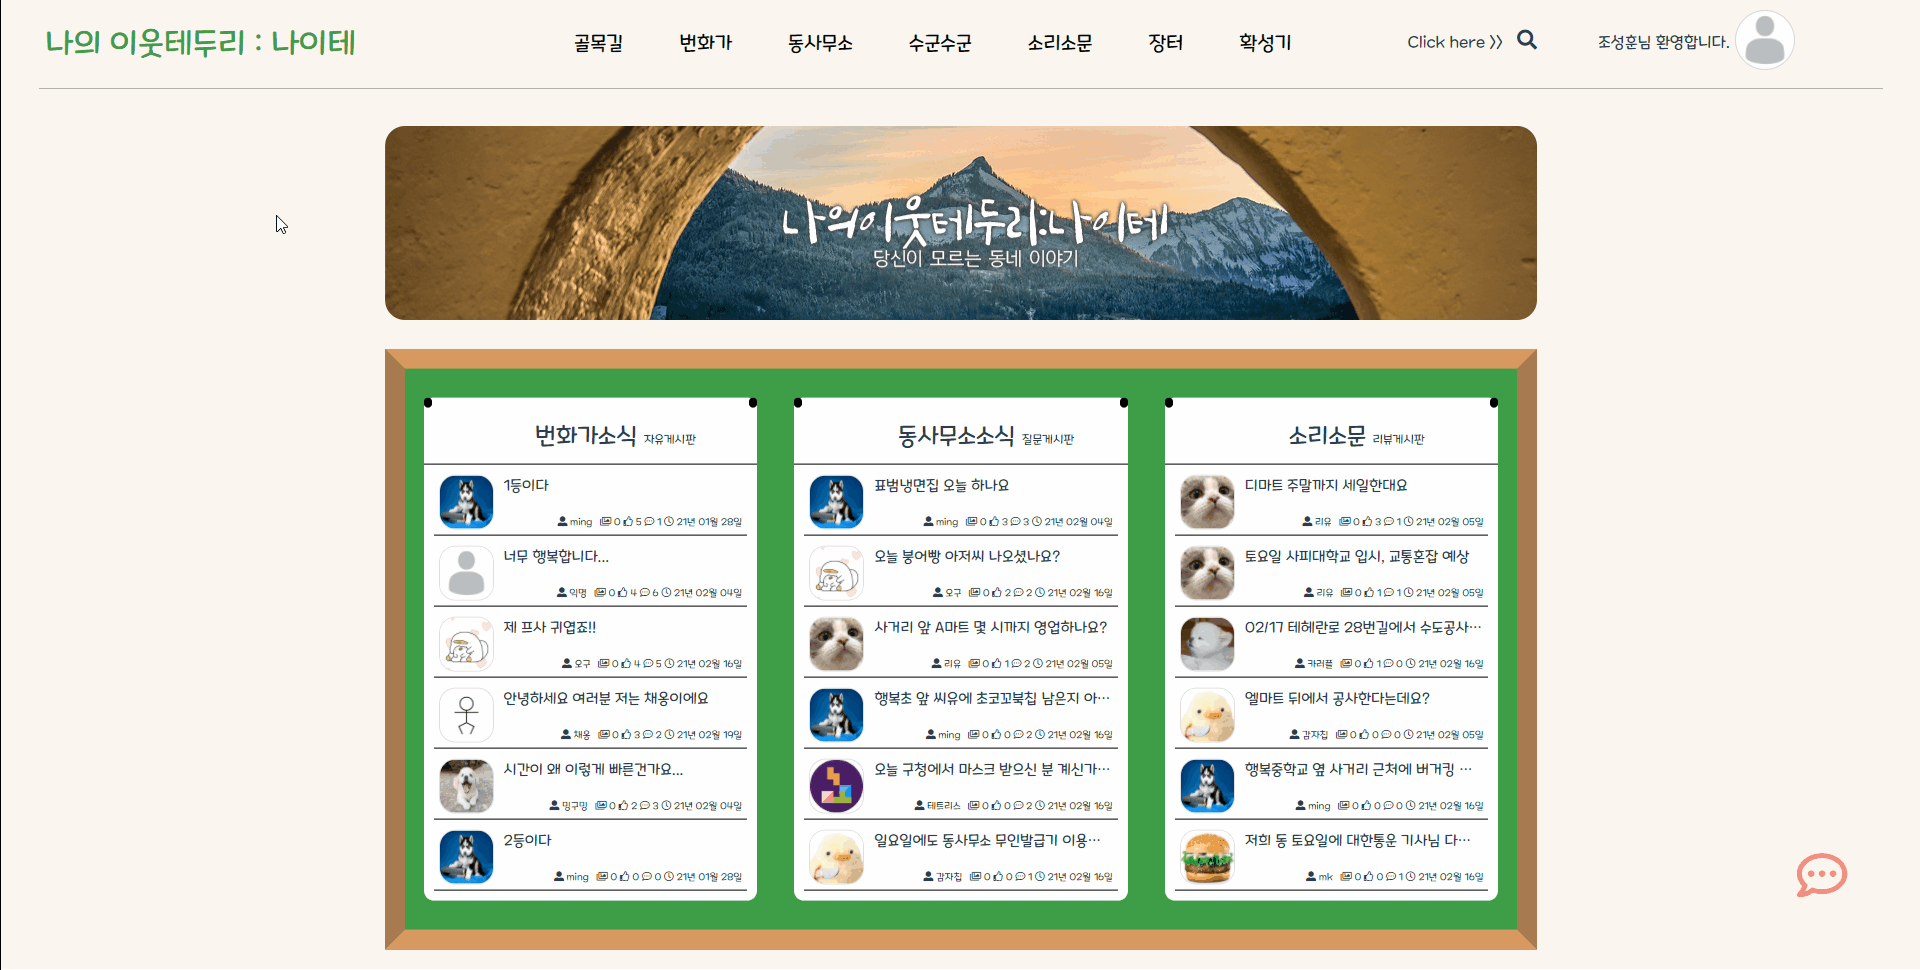 나의 이웃테두리 : 나이테
골목길 번화가 동사무소 수군수군 소리소문 장터 확성기
Click here 》 조성훈님 환영합니다.
나의이웃테두리:나이테
당신이 모르는 동네 이야기
번화가소식 자유게시판
1등이다
ming 0 5 1 21년 01월 28일
너무 행복합니다...
익명 0 4 6 21년 02월 04일
제 프사 귀엽죠!!
오구 0 4 5 21년 02월 16일
안녕하세요 여러분 저는 채웅이에요
채웅 0 3 2 21년 02월 19일
시간이 왜 이렇게 빠른건가요...
밍구밍 0 2 3 21년 02월 04일
2등이다
ming 0 0 0 21년 01월 28일
동사무소소식 질문게시판
표범냉면집 오늘 하나요
ming 0 3 3 21년 02월 04일
오늘 붕어빵 아저씨 나오셨나요?
오구 0 2 2 21년 02월 16일
사거리 앞 A마트 몇 시까지 영업하나요?
리유 0 1 2 21년 02월 05일
행복초 앞 씨유에 초코꼬북칩 남은지 아…
ming 0 0 2 21년 02월 16일
오늘 구청에서 마스크 받으신 분 계신가…
테트리스 0 0 2 21년 02월 16일
일요일에도 동사무소 무인발급기 이용…
감자칩 0 0 1 21년 02월 16일
소리소문 리뷰게시판
디마트 주말까지 세일한대요
리유 0 3 1 21년 02월 05일
토요일 사피대학교 입시, 교통혼잡 예상
리유 0 1 1 21년 02월 05일
02/17 테헤란로 28번길에서 수도공사…
카러플 0 1 0 21년 02월 16일
엘마트 뒤에서 공사한다는데요?
감자칩 0 0 0 21년 02월 05일
행복중학교 옆 사거리 근처에 버거킹 …
ming 0 0 0 21년 02월 16일
저희 동 토요일에 대한통운 기사님 다…
mk 0 0 1 21년 02월 16일